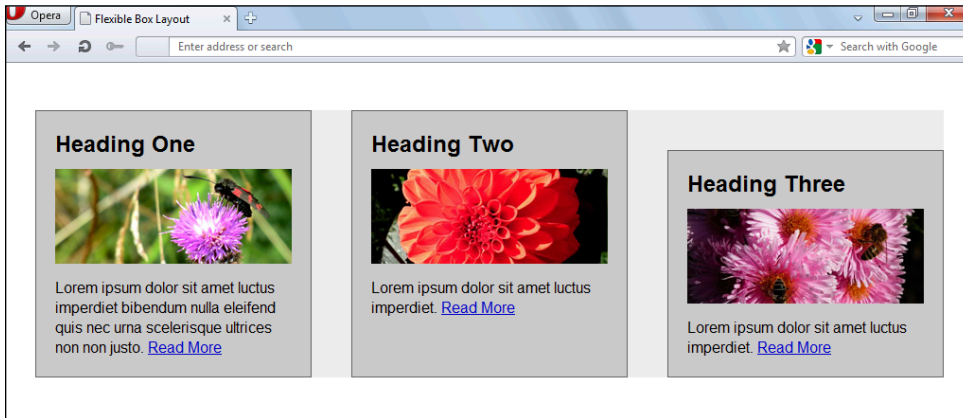 Opera
Flexible Box Layout
Enter address or search
Search with Google
Heading One
Lorem ipsum dolor sit amet luctus
imperdiet bibendum nulla eleifend
quis nec urna scelerisque ultrices
non non justo. Read More
Heading Two
Lorem ipsum dolor sit amet luctus
imperdiet. Read More
Heading Three
Lorem ipsum dolor sit amet luctus
imperdiet. Read More